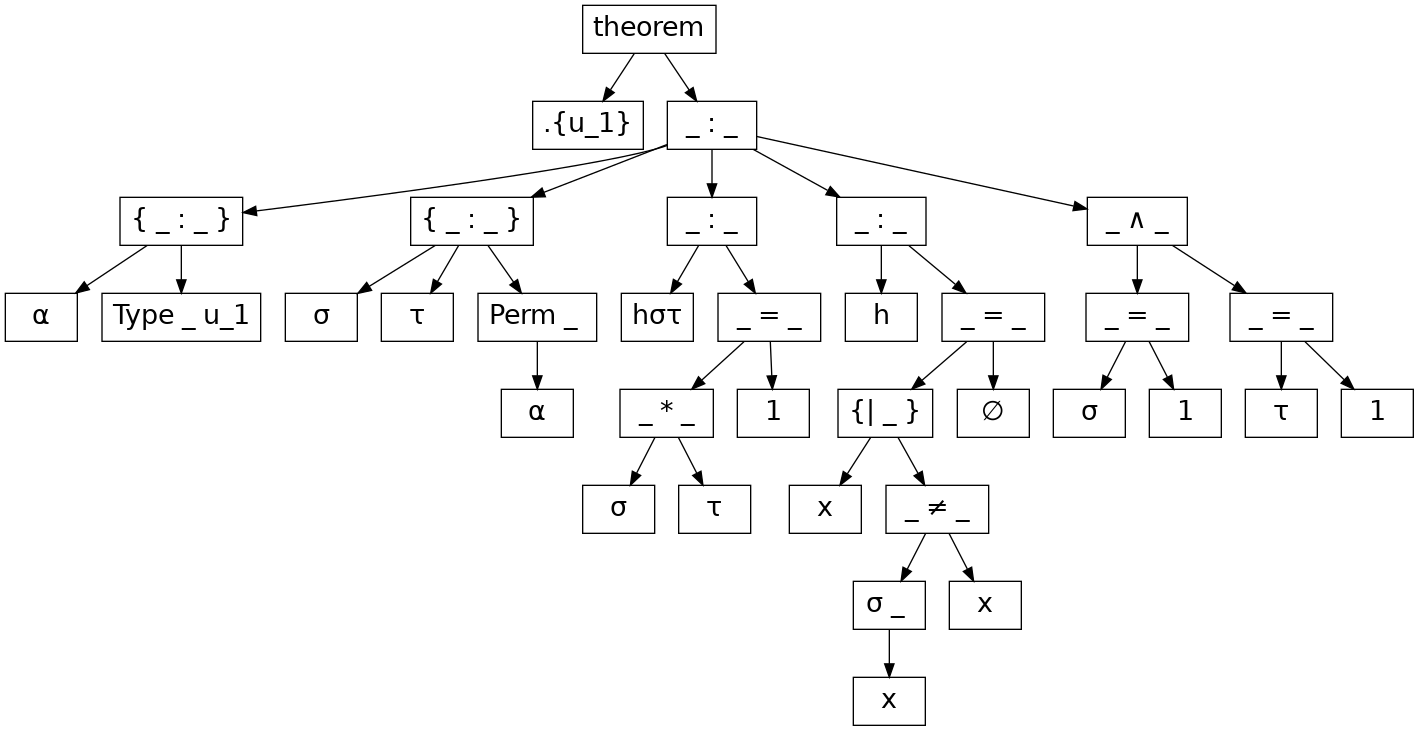 theorem
.{u_1} _ : _
{ _ : _ } { _ : _ } _ : _ _ : _ _ ∧ _
α Type _ u_1 σ τ Perm _ hστ _ = _ h _ = _ _ = _ _ = _
α _ * _ 1 {| _ } ∅ σ 1 τ 1
σ τ x _ ≠ _
σ _ x
x